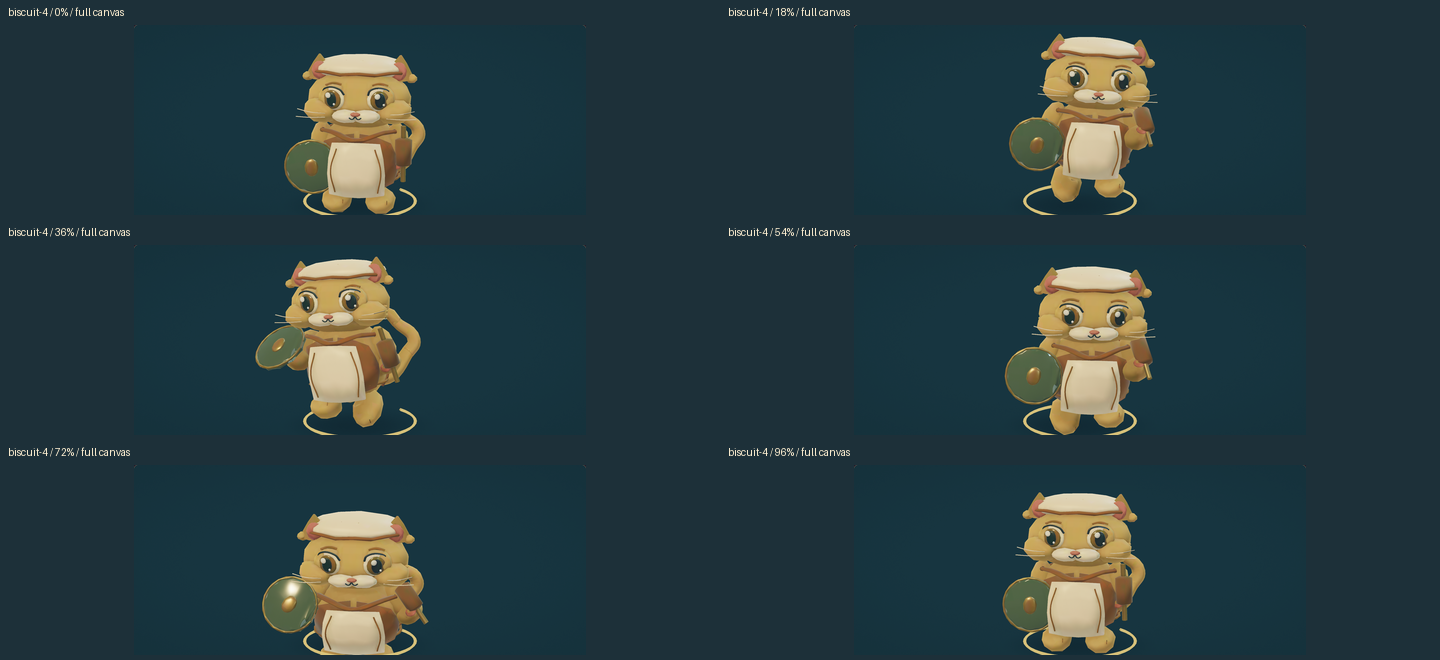 biscuit-4 / 0% / full canvas
biscuit-4 / 18% / full canvas
biscuit-4 / 36% / full canvas
biscuit-4 / 54% / full canvas
biscuit-4 / 72% / full canvas
biscuit-4 / 96% / full canvas